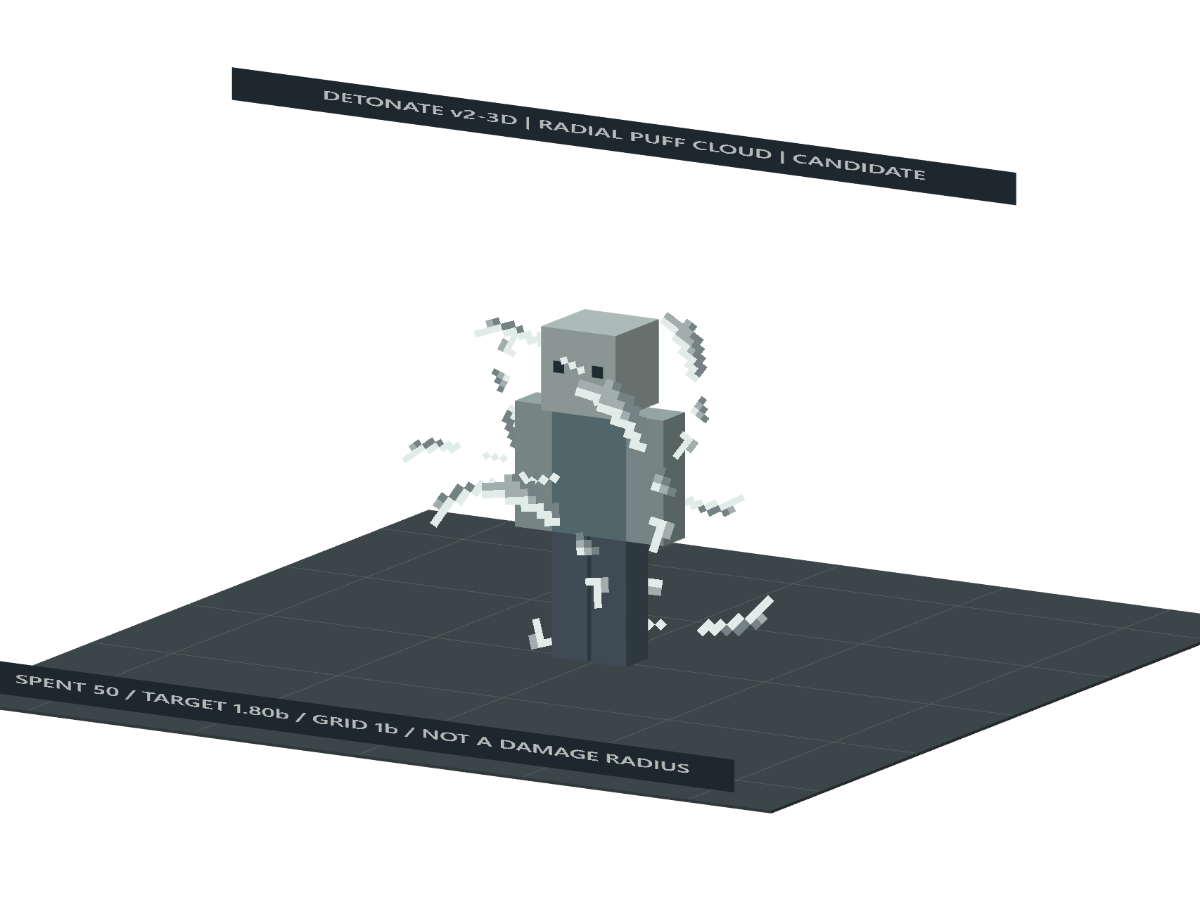 DETONATE v2-3D | RADIAL PUFF CLOUD | CANDIDATE
SPENT 50 / TARGET 1.80b / GRID 1b / NOT A DAMAGE RADIUS